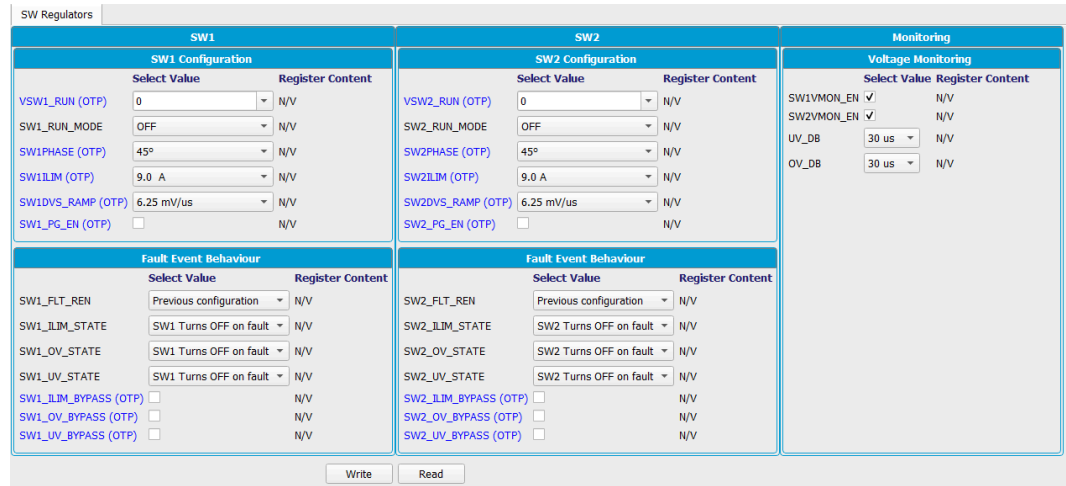 SW Regulators
SW1
SW1 Configuration
Select Value Register Content
VSW1_RUN (OTP) 0 N/V
SW1_RUN_MODE OFF N/V
SW1PHASE (OTP) 45º N/V
SW1ILIM (OTP) 9.0 A N/V
SW1DVS_RAMP (OTP) 6.25 mV/us N/V
SW1_PG_EN (OTP) N/V
Fault Event Behaviour
Select Value Register Content
SW1_FLT_REN Previous configuration N/V
SW1_ILIM_STATE SW1 Turns OFF on fault N/V
SW1_OV_STATE SW1 Turns OFF on fault N/V
SW1_UV_STATE SW1 Turns OFF on fault N/V
SW1_ILIM_BYPASS (OTP) N/V
SW1_OV_BYPASS (OTP) N/V
SW1_UV_BYPASS (OTP) N/V
SW2
SW2 Configuration
Select Value Register Content
VSW2_RUN (OTP) 0 N/V
SW2_RUN_MODE OFF N/V
SW2PHASE (OTP) 45º N/V
SW2ILIM (OTP) 9.0 A N/V
SW2DVS_RAMP (OTP) 6.25 mV/us N/V
SW2_PG_EN (OTP) N/V
Fault Event Behaviour
Select Value Register Content
SW2_FLT_REN Previous configuration N/V
SW2_ILIM_STATE SW2 Turns OFF on fault N/V
SW2_OV_STATE SW2 Turns OFF on fault N/V
SW2_UV_STATE SW2 Turns OFF on fault N/V
SW2_ILIM_BYPASS (OTP) N/V
SW2_OV_BYPASS (OTP) N/V
SW2_UV_BYPASS (OTP) N/V
Monitoring
Voltage Monitoring
Select Value Register Content
SW1VMON_EN N/V
SW2VMON_EN N/V
UV_DB 30 us N/V
OV_DB 30 us N/V
Write Read